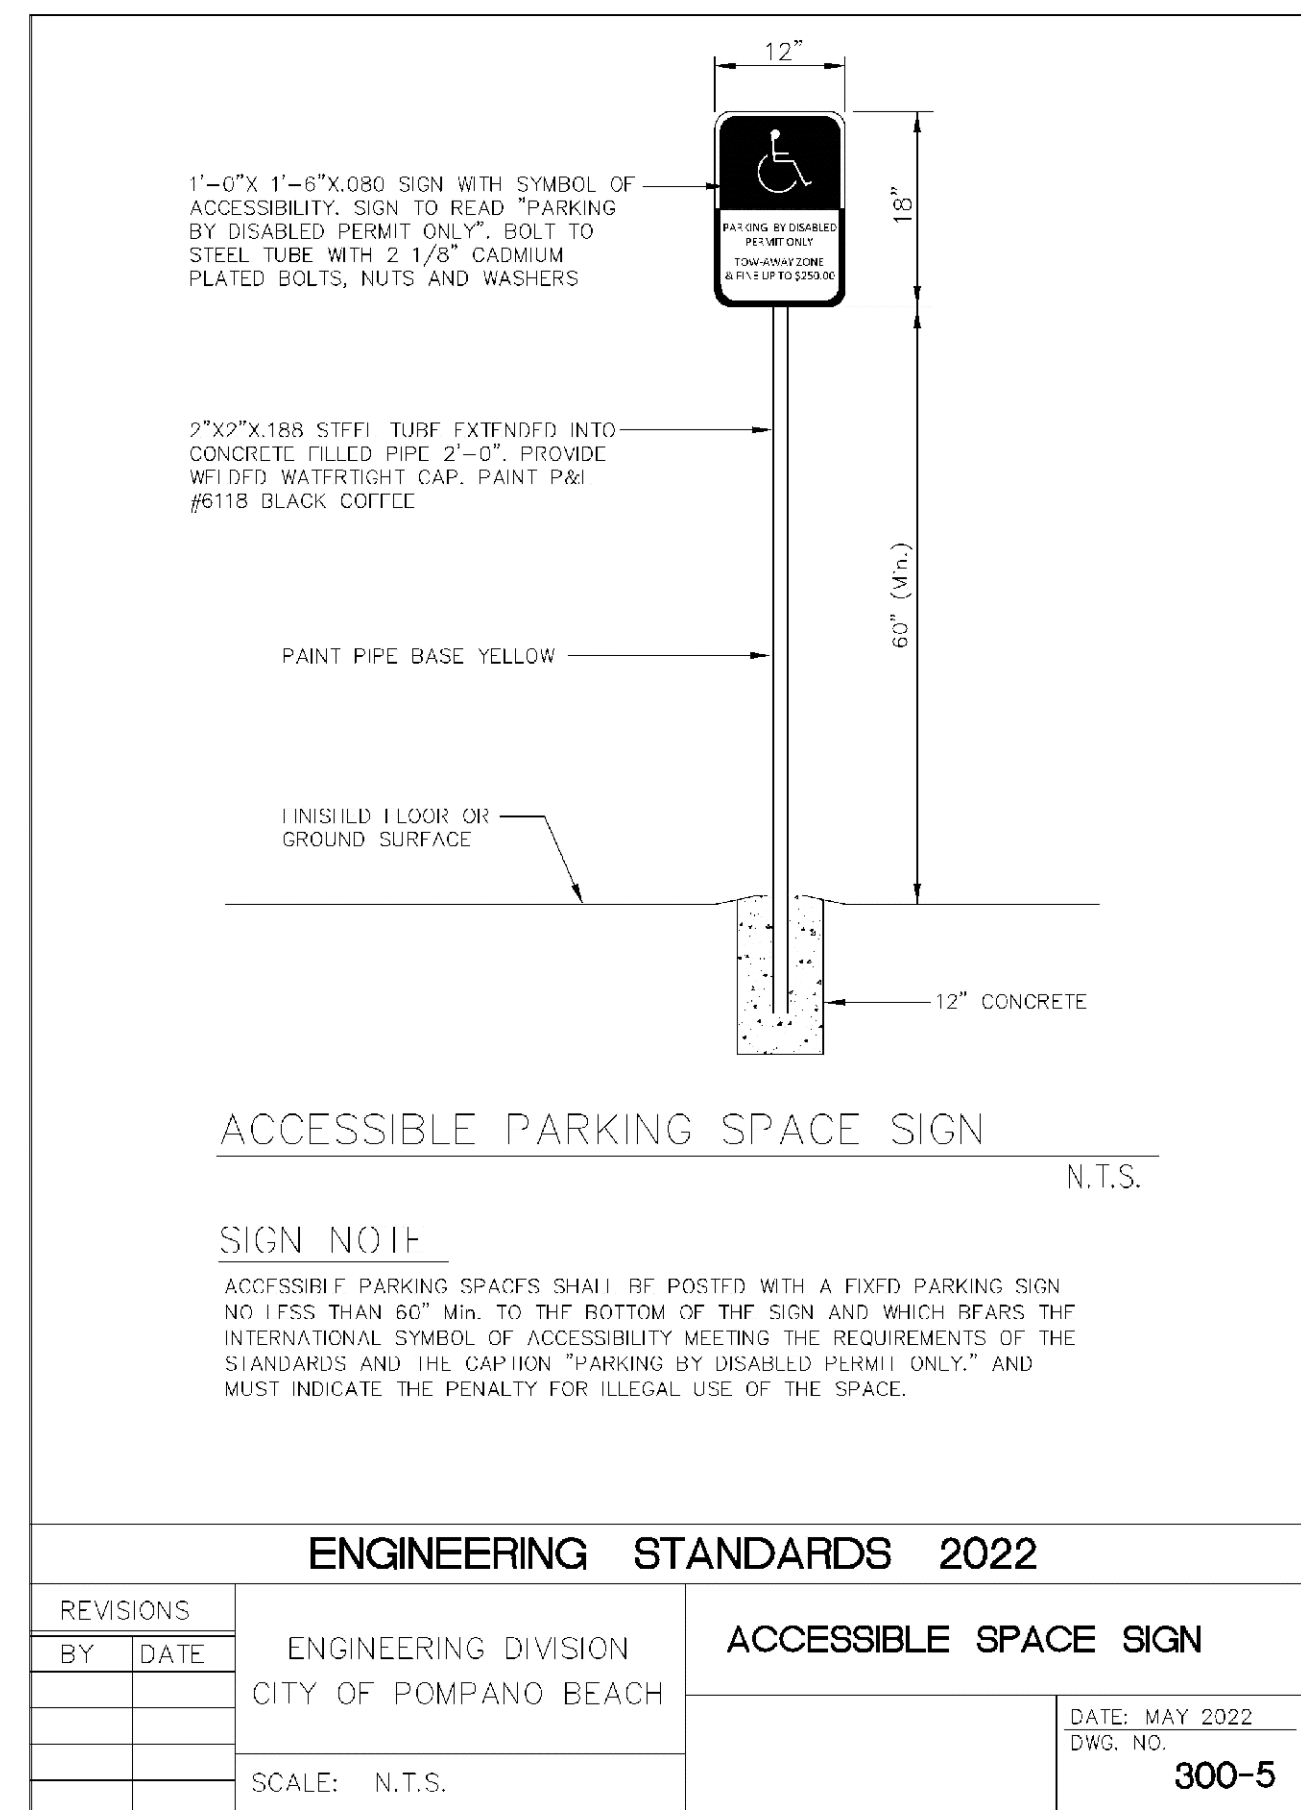 12"
1'-0"X 1'-6"X.080 SIGN WITH SYMBOL OF
ACCESSIBILITY. SIGN TO READ "PARKING
BY DISABLED PERMIT ONLY". BOLT TO
STEEL TUBE WITH 2 1/8" CADMIUM
PLATED BOLTS, NUTS AND WASHERS
PARKING BY DISABLED
PERMIT ONLY
TOW-AWAY ZONE
& FINE UP TO $250.00
18"
2"X2"X.188 STEEL TUBE EXTENDED INTO
CONCRETE FILLED PIPE 2'-0". PROVIDE
WELDED WATERTIGHT CAP. PAINT P&L
#6118 BLACK COFFEE
60" (Min.)
PAINT PIPE BASE YELLOW
FINISHED FLOOR OR
GROUND SURFACE
12" CONCRETE
ACCESSIBLE PARKING SPACE SIGN
N.T.S.
SIGN NOTE
ACCESSIBLE PARKING SPACES SHALL BE POSTED WITH A FIXED PARKING SIGN
NO LESS THAN 60" Min. TO THE BOTTOM OF THE SIGN AND WHICH BEARS THE
INTERNATIONAL SYMBOL OF ACCESSIBILITY MEETING THE REQUIREMENTS OF THE
STANDARDS AND THE CAPTION "PARKING BY DISABLED PERMIT ONLY." AND
MUST INDICATE THE PENALTY FOR ILLEGAL USE OF THE SPACE.
ENGINEERING STANDARDS 2022
REVISIONS
BY DATE
ENGINEERING DIVISION
CITY OF POMPANO BEACH
SCALE: N.T.S.
ACCESSIBLE SPACE SIGN
DATE: MAY 2022
DWG. NO.
300-5